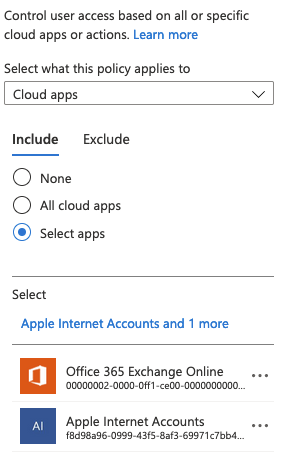 Control user access based on all or specific
cloud apps or actions. Learn more
Select what this policy applies to
Cloud apps
Include Exclude
None
All cloud apps
Select apps
Select
Apple Internet Accounts and 1 more
Office 365 Exchange Online
00000002-0000-0ff1-ce00-0000000000...
AI
Apple Internet Accounts
f8d98a96-0999-43f5-8af3-69971c7bb4...